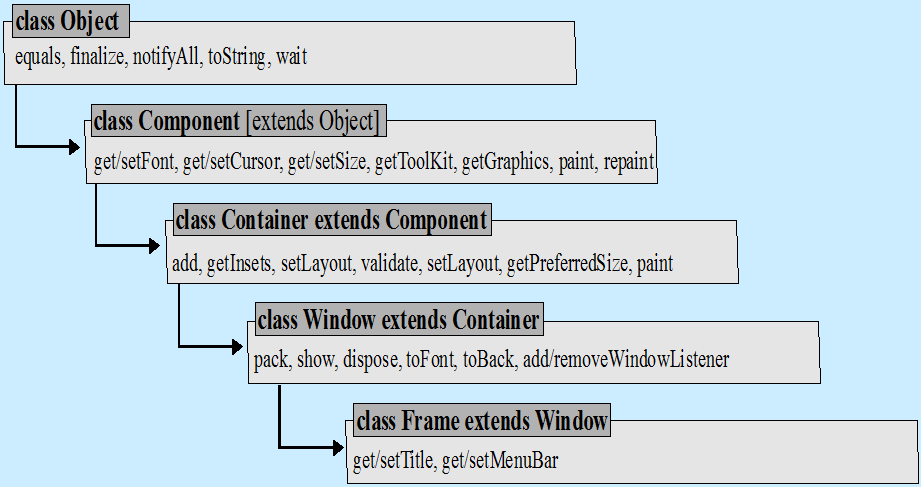 class Object
equals, finalize, notifyAll, toString, wait
class Component [extends Object]
get/setFont, get/setCursor, get/setSize, getToolKit, getGraphics, paint, repaint
class Container extends Component
add, getInsets, setLayout, validate, setLayout, getPreferredSize, paint
class Window extends Container
pack, show, dispose, toFont, toBack, add/removeWindowListener
class Frame extends Window
get/setTitle, get/setMenuBar